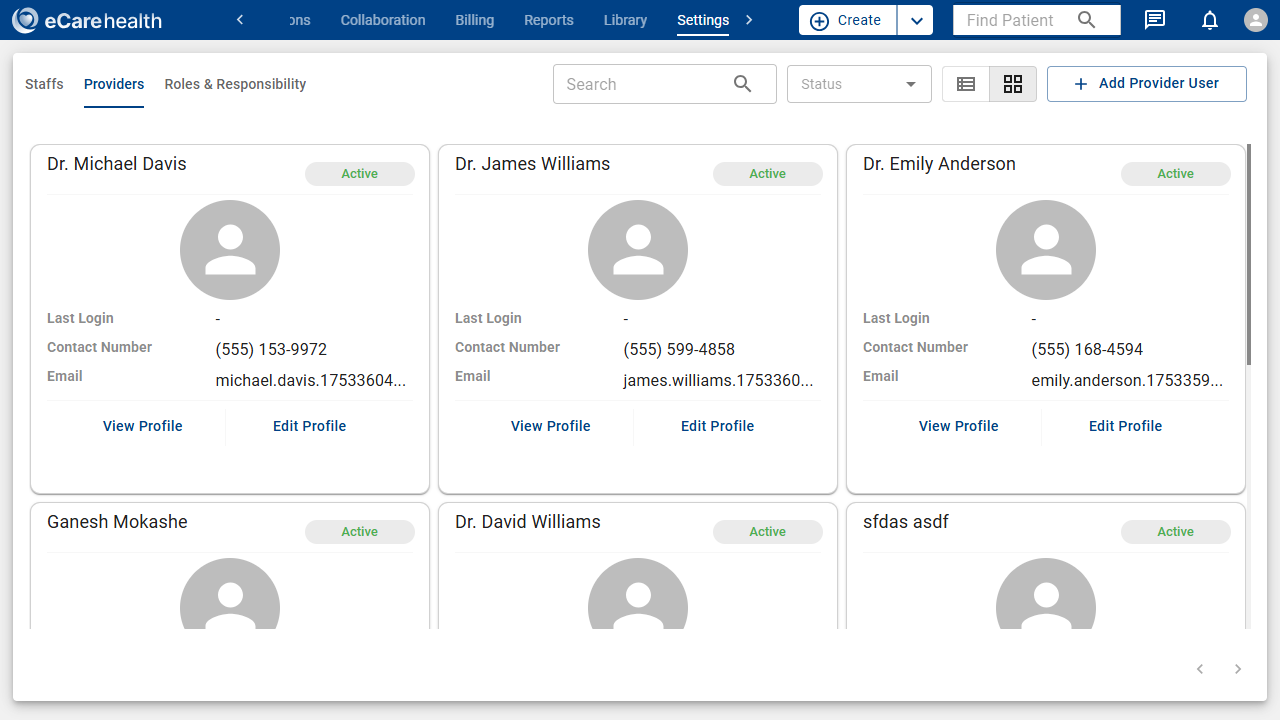 eCarehealth
ons
Collaboration
Billing
Reports
Library
Settings
Create
Find Patient
Staffs
Providers
Roles & Responsibility
Search
Status
Add Provider User
Dr. Michael Davis
Active
Last Login
-
Contact Number
(555) 153-9972
Email
michael.davis.17533604...
View Profile
Edit Profile
Dr. James Williams
Active
Last Login
-
Contact Number
(555) 599-4858
Email
james.williams.1753360...
View Profile
Edit Profile
Dr. Emily Anderson
Active
Last Login
-
Contact Number
(555) 168-4594
Email
emily.anderson.1753359...
View Profile
Edit Profile
Ganesh Mokashe
Active
Dr. David Williams
Active
sfdas asdf
Active